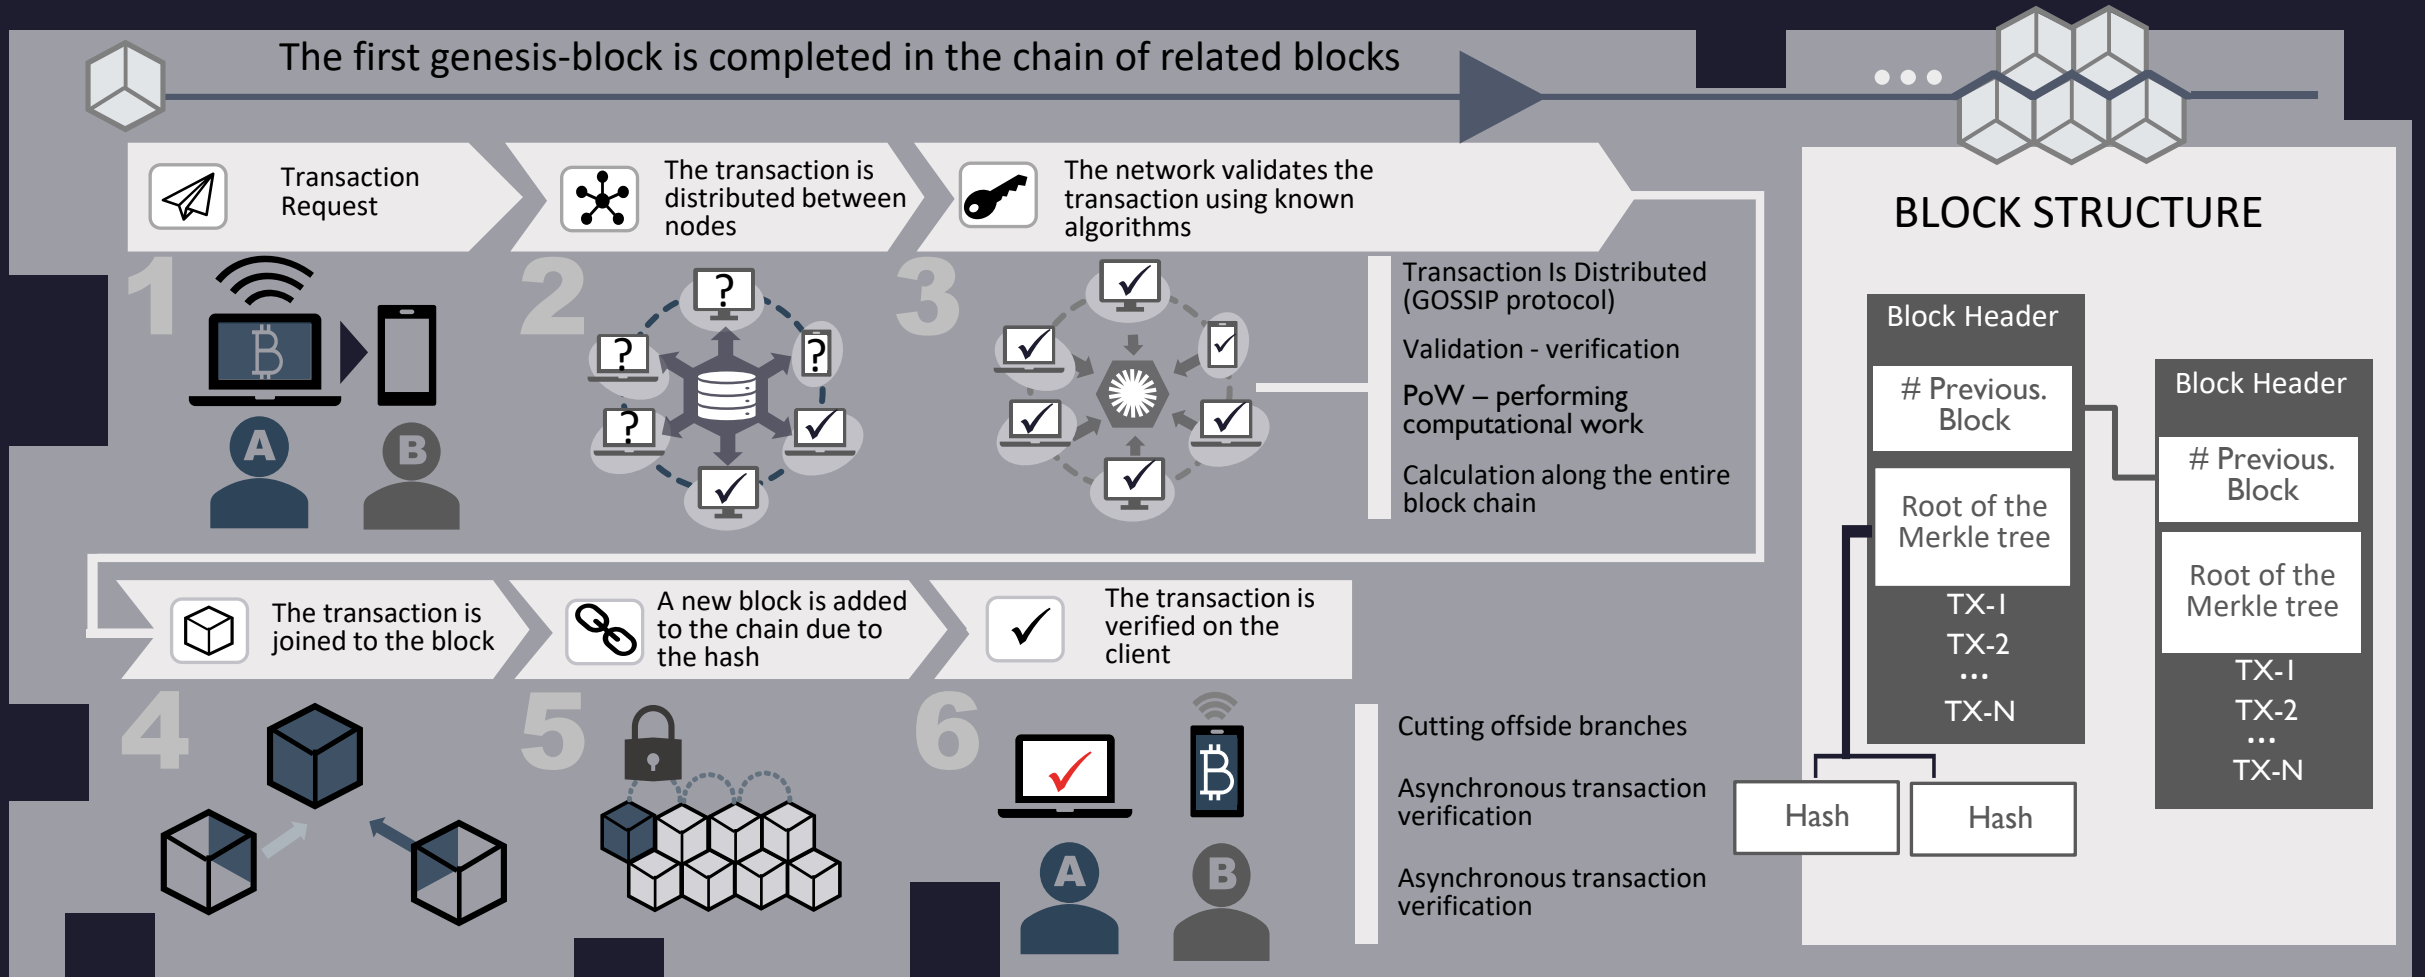 The first genesis-block is completed in the chain of related blocks
Transaction
Request
The transaction is
distributed between
nodes
The network validates the
transaction using known
algorithms
1
2
3
?
?
?
?
A
B
Transaction Is Distributed
(GOSSIP protocol)
Validation - verification
PoW – performing
computational work
Calculation along the entire
block chain
The transaction is
joined to the block
A new block is added
to the chain due to
the hash
The transaction is
verified on the
client
4
5
6
A
B
Cutting offside branches
Asynchronous transaction
verification
Asynchronous transaction
verification
BLOCK STRUCTURE
Block Header
# Previous.
Block
Root of the
Merkle tree
TX-1
TX-2
...
TX-N
Hash
Hash
Block Header
# Previous.
Block
Root of the
Merkle tree
TX-1
TX-2
...
TX-N